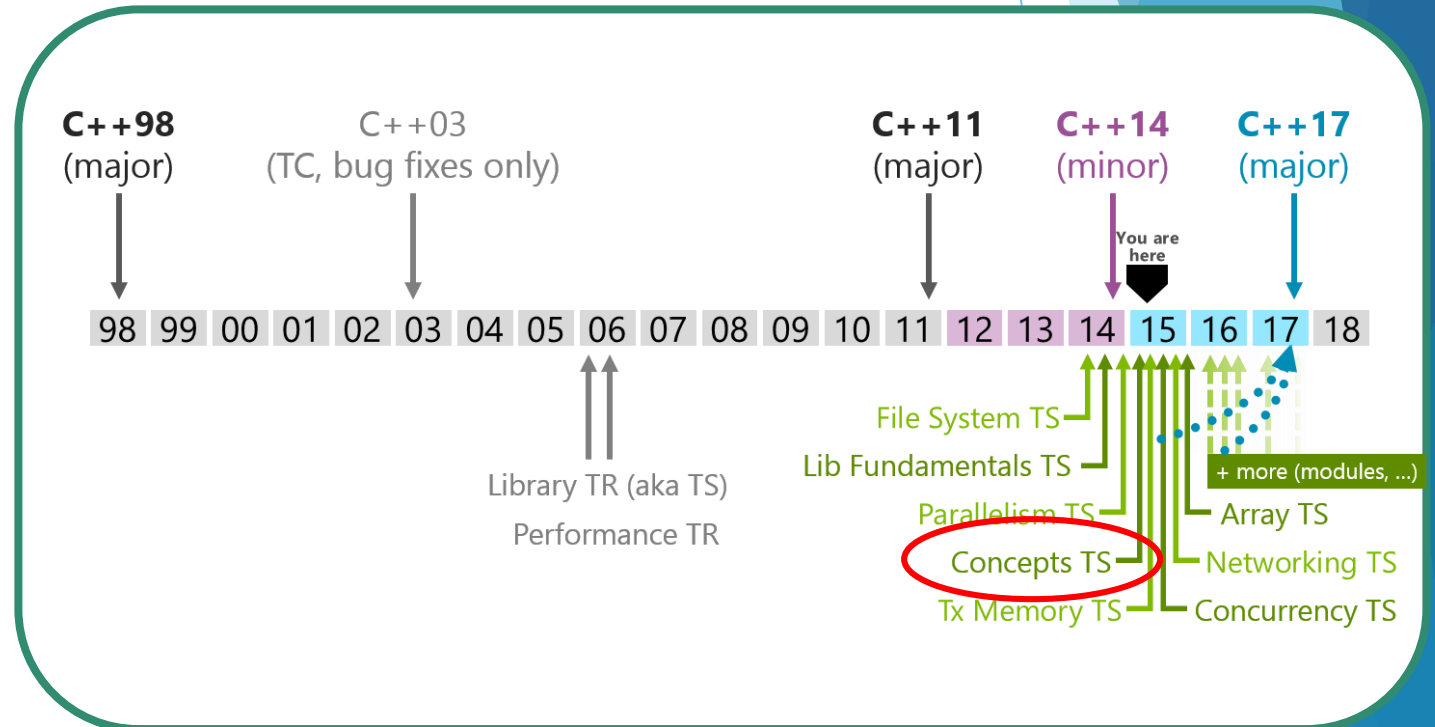 C++98
(major)
C++03
(TC, bug fixes only)
C++11
(major)
C++14
(minor)
C++17
(major)
You are
here
98 99 00 01 02 03 04 05 06 07 08 09 10 11 12 13 14 15 16 17 18
File System TS
Lib Fundamentals TS
+ more (modules, ...)
Library TR (aka TS)
Performance TR
Parallelism TS
Array TS
Concepts TS
Networking TS
Tx Memory TS
Concurrency TS